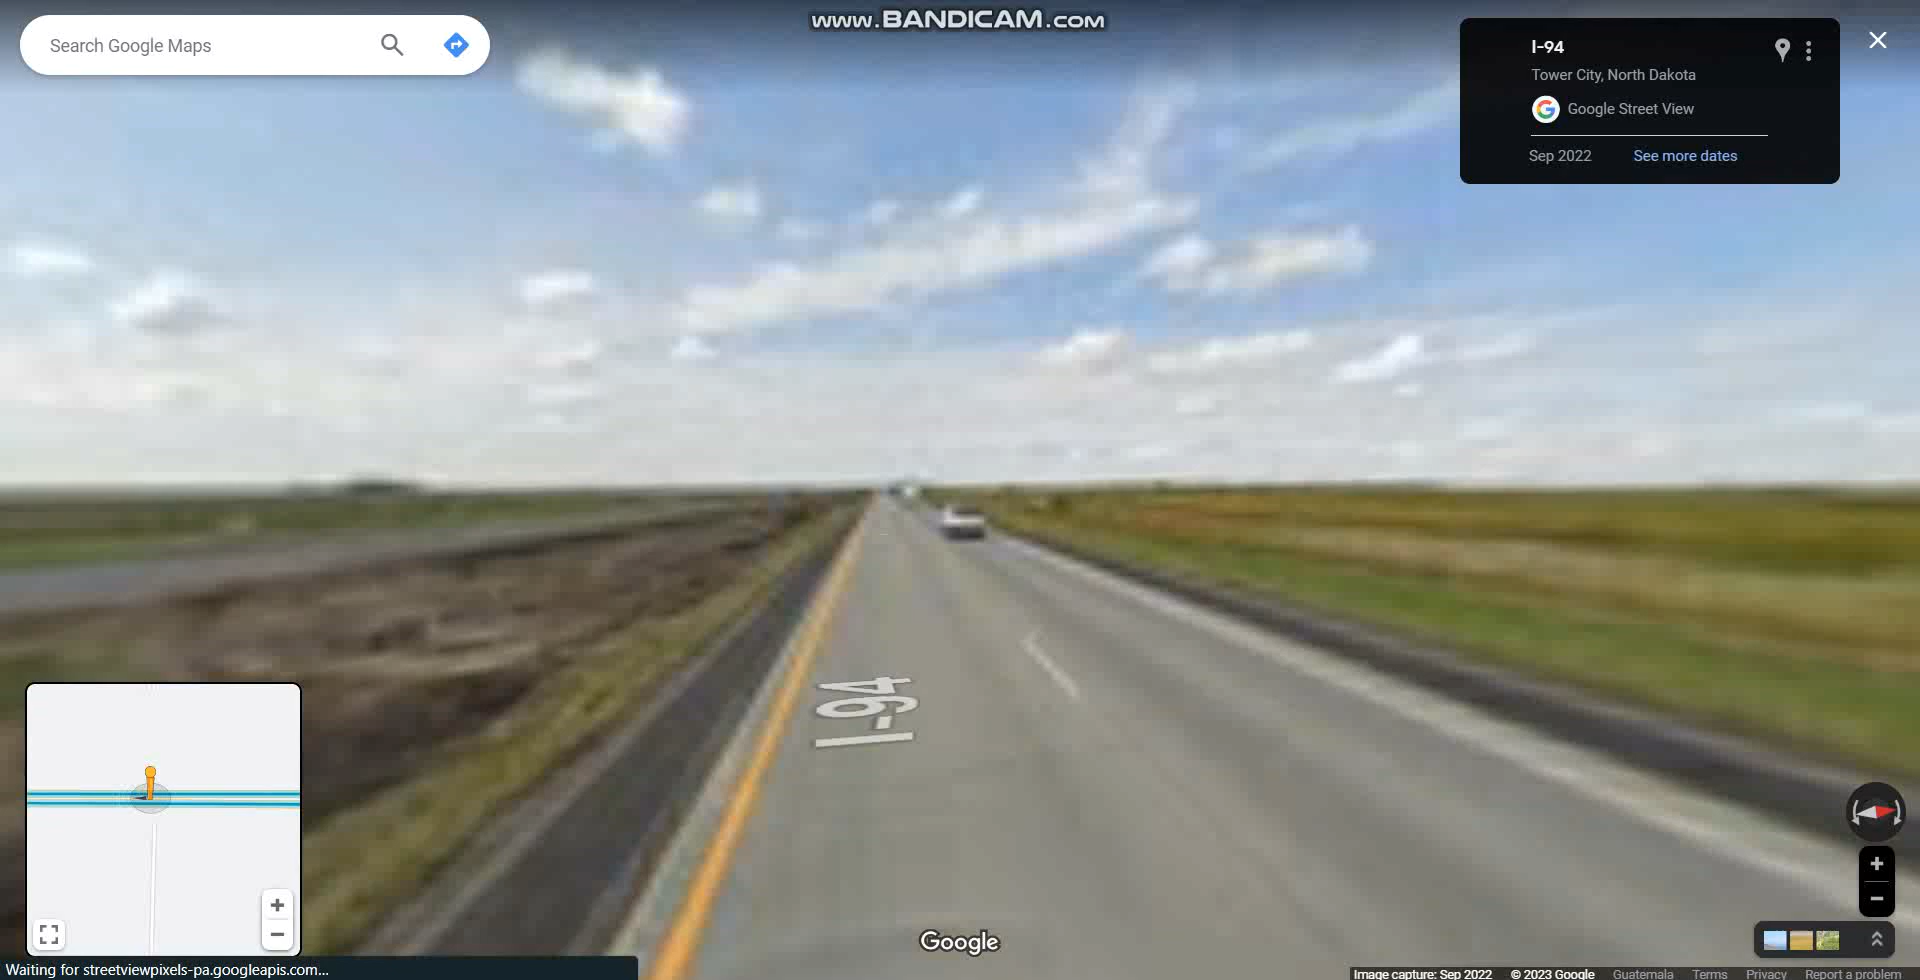 www.BANDICAM.com
Search Google Maps
I-94
Tower City, North Dakota
Google Street View
Sep 2022 See more dates
I-94
Google
Waiting for streetviewpixels-pa.googleapis.com...
Image capture: Sep 2022 © 2023 Google Guatemala Terms Privacy Report a problem